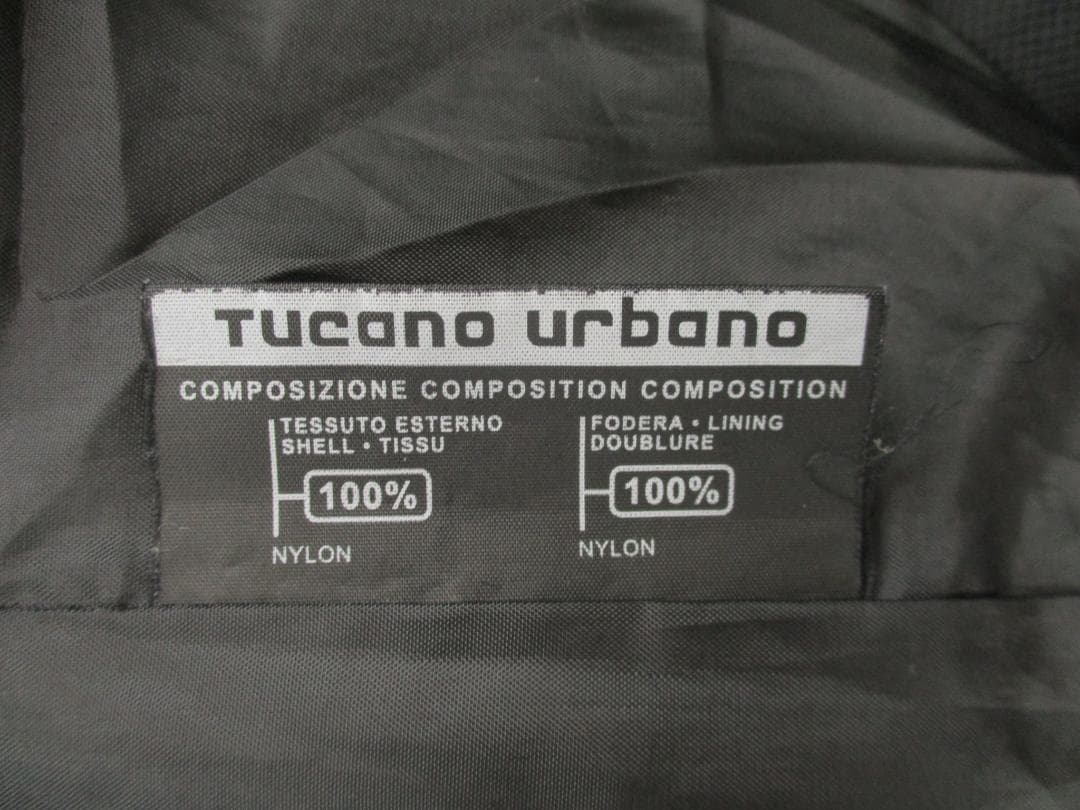 Tucano urbano
COMPOSIZIONE COMPOSITION COMPOSITION
TESSUTO ESTERNO
SHELL • TISSU
100%
NYLON
FODERA • LINING
DOUBLURE
100%
NYLON